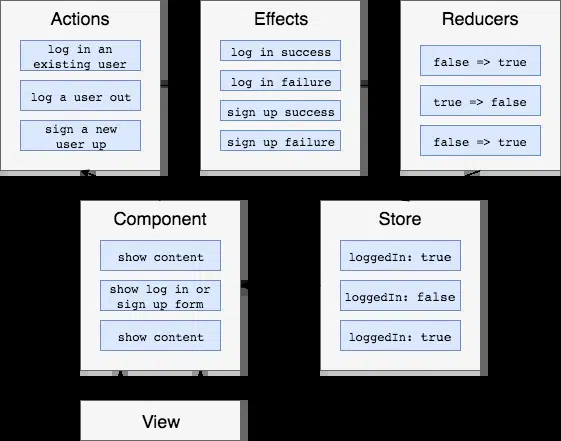 Actions
log in an
existing user
log a user out
sign a new
user up
Effects
log in success
log in failure
sign up success
sign up failure
Reducers
false => true
true => false
false => true
Component
show content
show log in or
sign up form
show content
Store
loggedIn: true
loggedIn: false
loggedIn: true
View